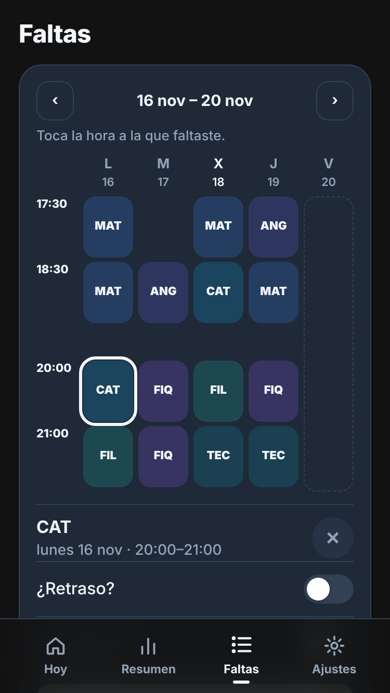 Faltas
‹ 16 nov – 20 nov ›
Toca la hora a la que faltaste.
L M X J V
16 17 18 19 20
17:30 MAT MAT ANG
18:30 MAT ANG CAT MAT
20:00 CAT FIQ FIL FIQ
21:00 FIL FIQ TEC TEC
CAT
lunes 16 nov · 20:00–21:00
¿Retraso?
Hoy Resumen Faltas Ajustes